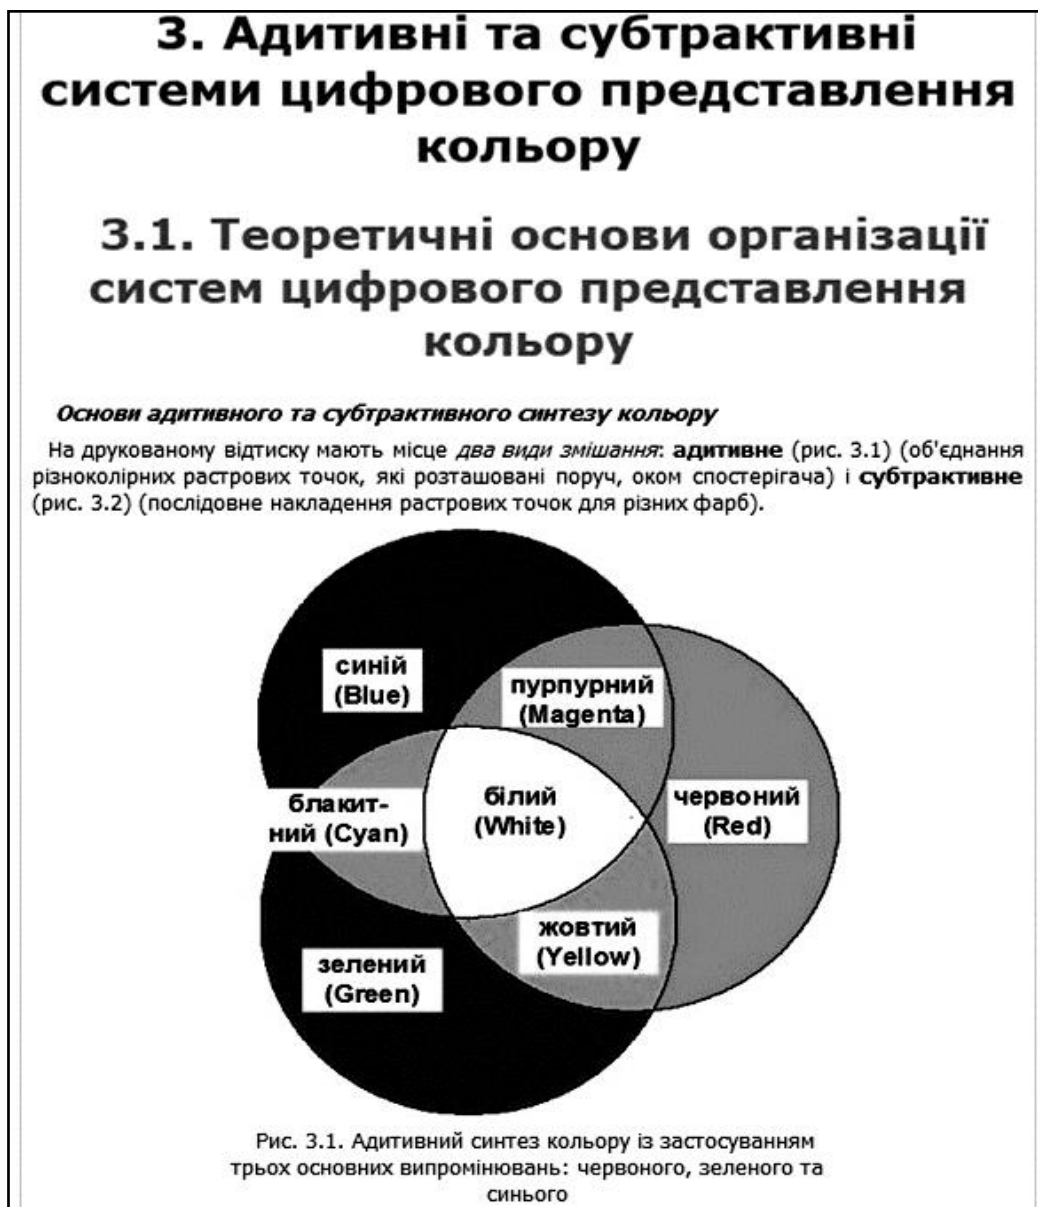 3. Адитивні та субтрактивні
системи цифрового представлення
кольору
3.1. Теоретичні основи організації
систем цифрового представлення
кольору
Основи адитивного та субтрактивного синтезу кольору
На друкованому відтиску мають місце два види змішання: адитивне (рис. 3.1) (об'єднання
різноколірних растрових точок, які розташовані поруч, оком спостерігача) і субтрактивне
(рис. 3.2) (послідовне накладення растрових точок для різних фарб).
синій
(Blue)
пурпурний
(Magenta)
блакит-
ний (Cyan)
білий
(White)
червоний
(Red)
жовтий
(Yellow)
зелений
(Green)
Рис. 3.1. Адитивний синтез кольору із застосуванням
трьох основних випромінювань: червоного, зеленого та
синього